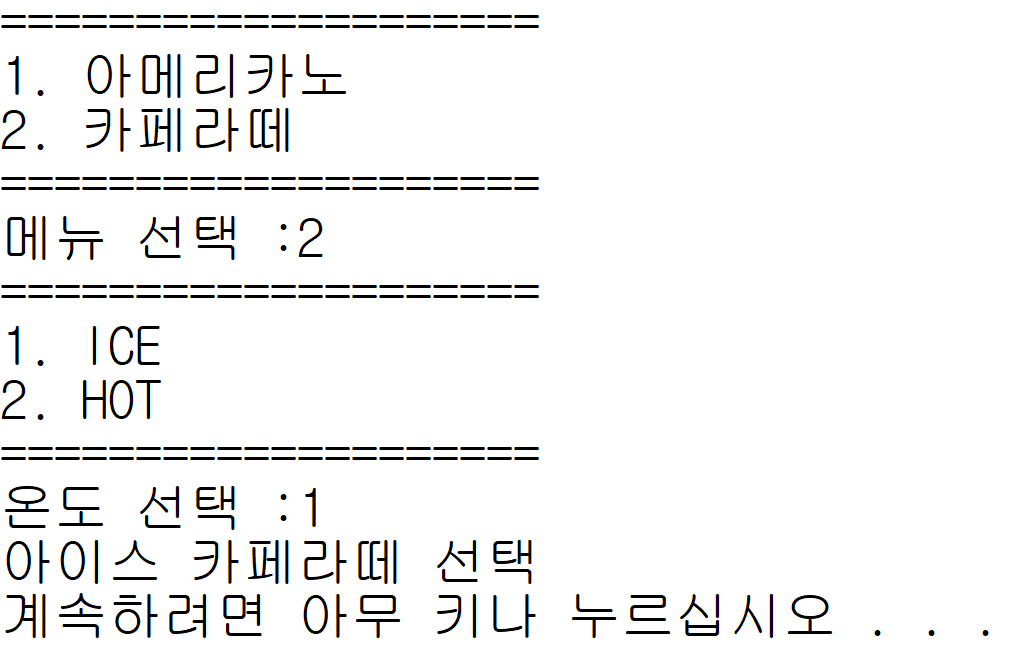 ====================
1. 아메리카노
2. 카페라떼
====================
메뉴 선택 :2
====================
1. ICE
2. HOT
====================
온도 선택 :1
아이스 카페라떼 선택
계속하려면 아무 키나 누르십시오 . . .